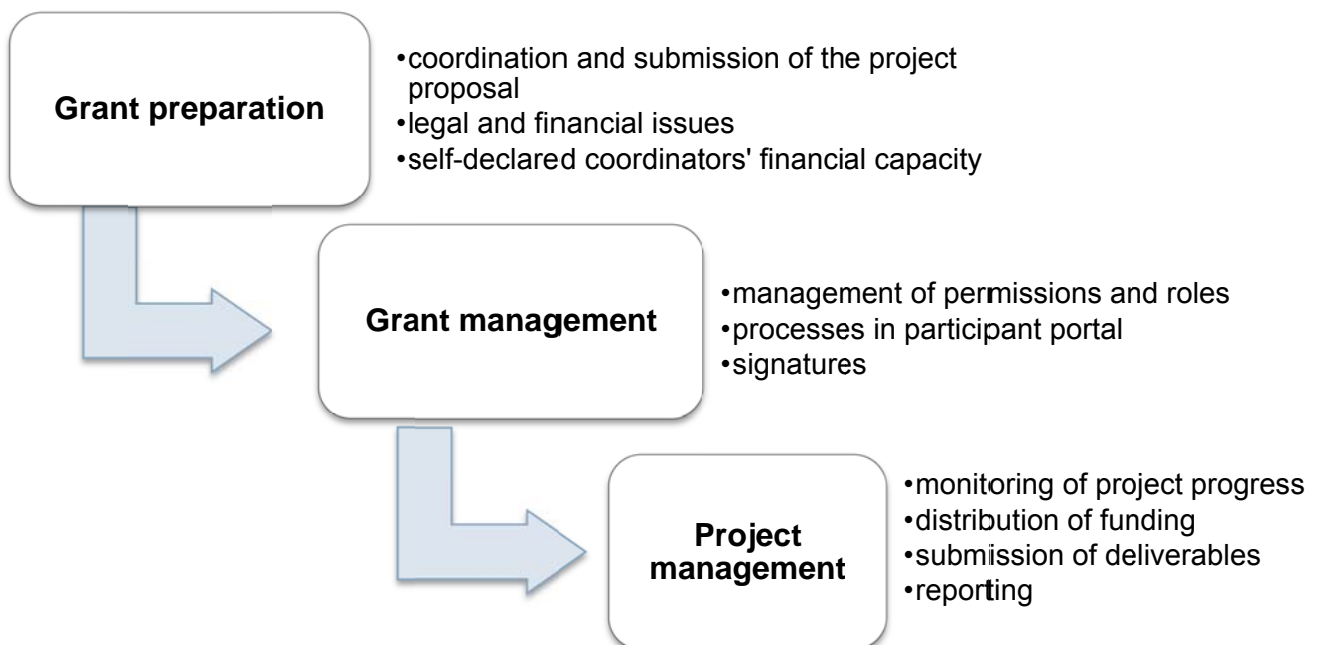 Grant preparation
•coordination and submission of the project
proposal
•legal and financial issues
•self-declared coordinators' financial capacity
Grant management
•management of permissions and roles
•processes in participant portal
•signatures
Project
management
•monitoring of project progress
•distribution of funding
•submission of deliverables
•reporting